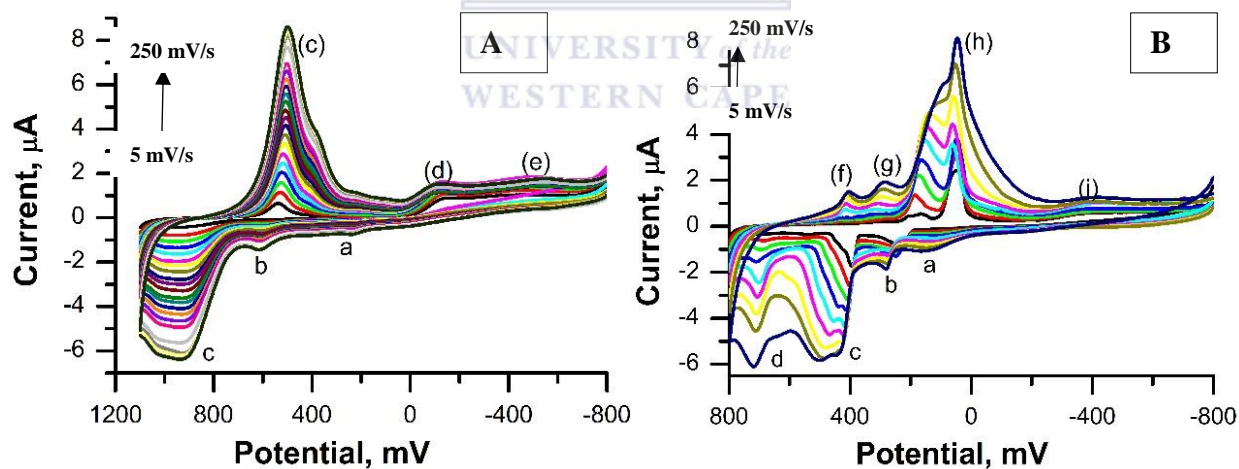 UNIVERSITY of the
WESTERN CAPE
A
250 mV/s
5 mV/s
8
6
4
2
0
-2
-4
-6
Current, µA
(c)
(d)
(e)
a
b
c
1200 800 400 0 -400 -800
Potential, mV
B
250 mV/s
5 mV/s
8
6
4
2
0
-2
-4
-6
Current, µA
(h)
(f)
(g)
(i)
a
b
c
d
800 400 0 -400 -800
Potential, mV